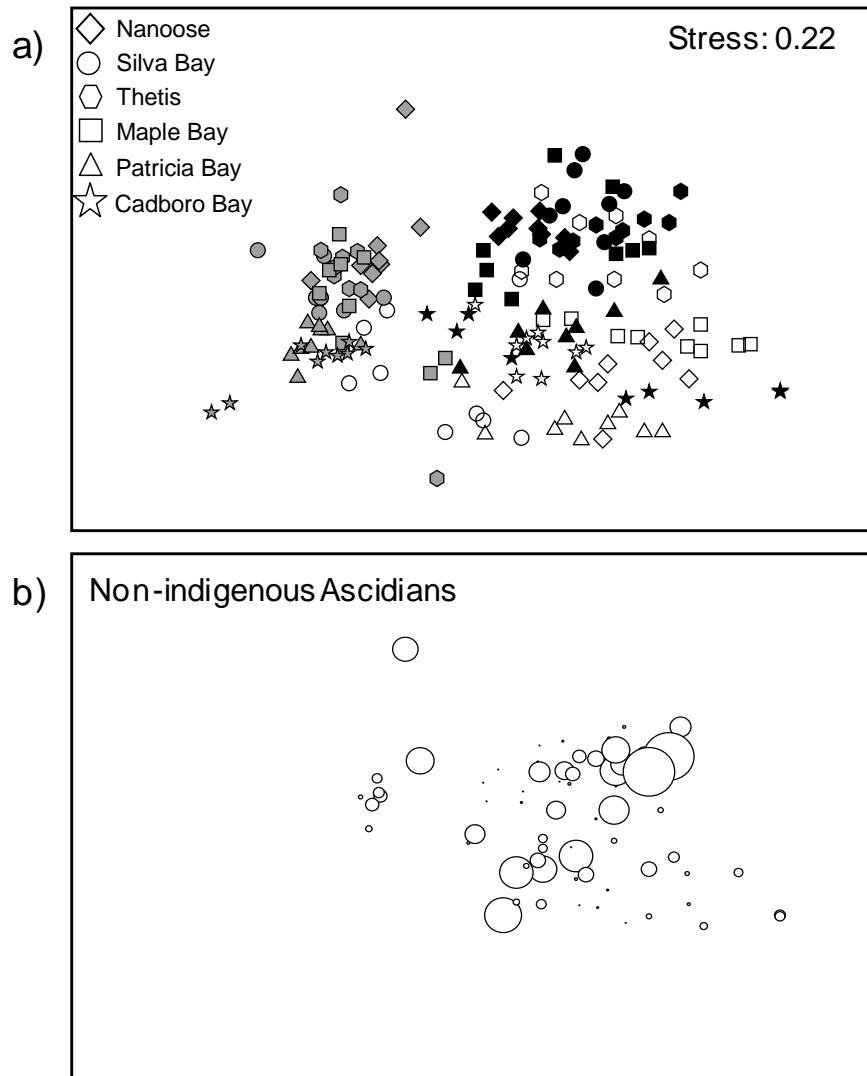 a)
Stress: 0.22
Nanoose
Silva Bay
Thetis
Maple Bay
Patricia Bay
Cadboro Bay
b)
Non-indigenous Ascidians